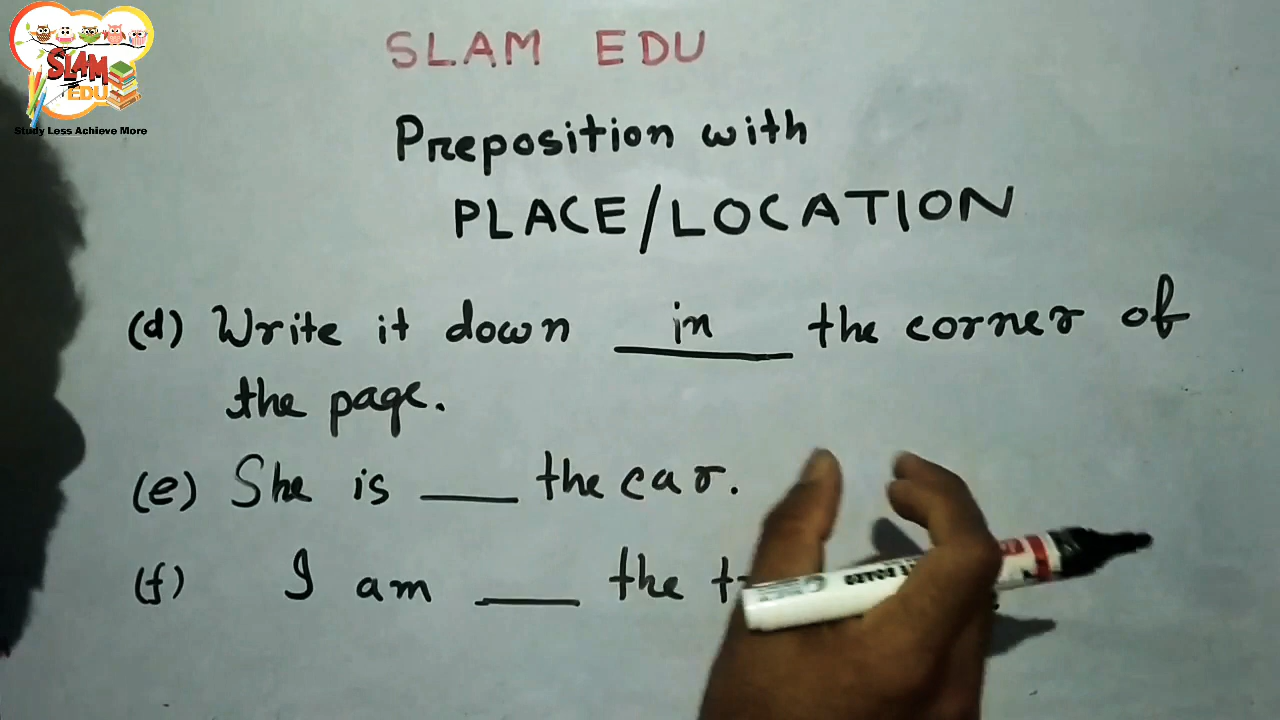 SLAM
EDU
Study Less Achieve More
SLAM EDU
Preposition with
PLACE/LOCATION
(d) Write it down in the corner of
the page.
(e) She is ___ the car.
(f) I am ___ the